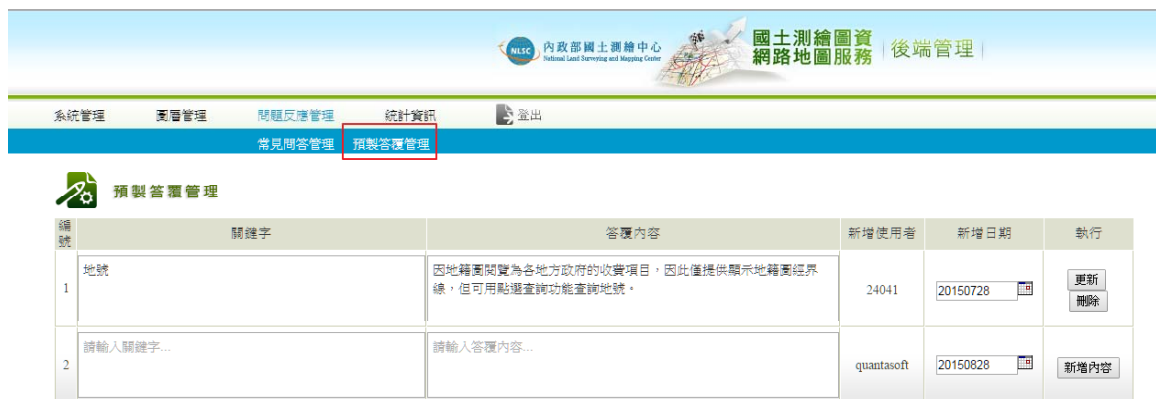 NLSC 內政部國土測繪中心
National Land Surveying and Mapping Center
國土測繪圖資
網路地圖服務
後端管理
系統管理 圖層管理 問題反應管理 統計資訊 登出
常見問答管理 預製答覆管理
預製答覆管理
編號 關鍵字 答覆內容 新增使用者 新增日期 執行
1 地號 因地籍圖閱覽為各地方政府的收費項目，因此僅提供顯示地籍圖經界
線，但可用點選查詢功能查詢地號。 24041 20150728 更新
刪除
2 請輸入關鍵字... 請輸入答覆內容... quantasoft 20150828 新增內容